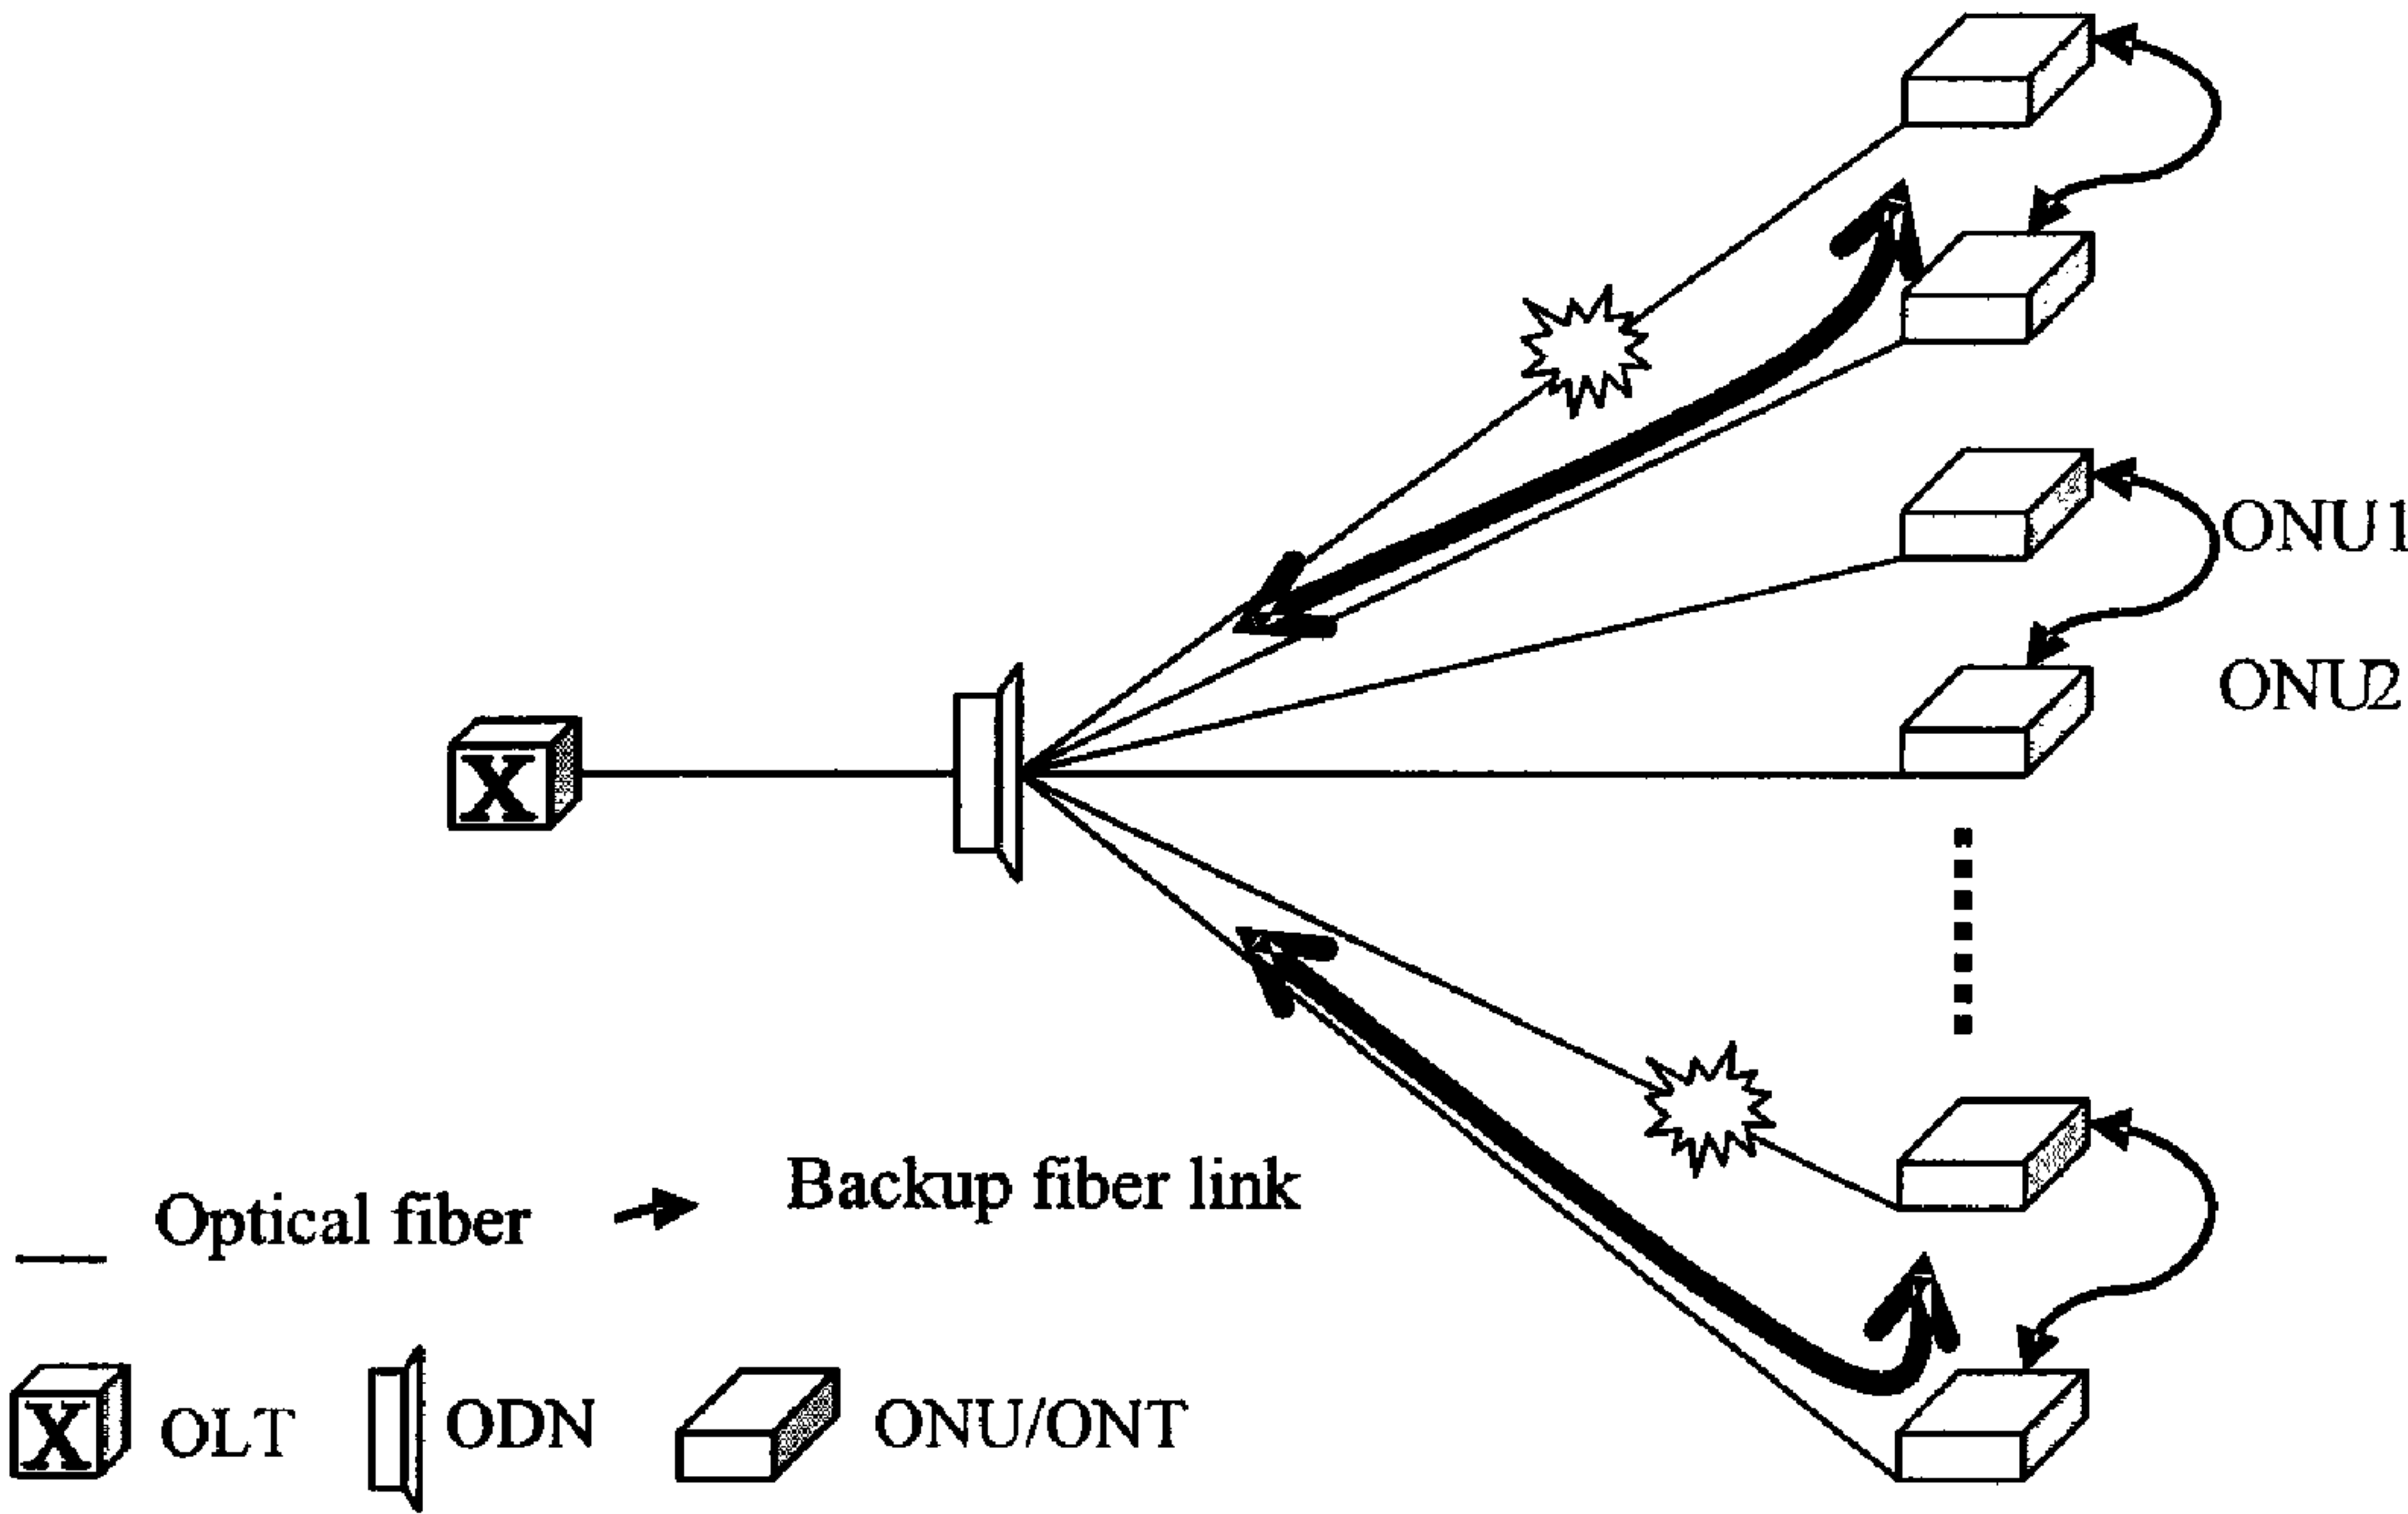 ONU1
ONU2
X
Backup fiber link
Optical fiber
X OLT ODN ONU/ONT